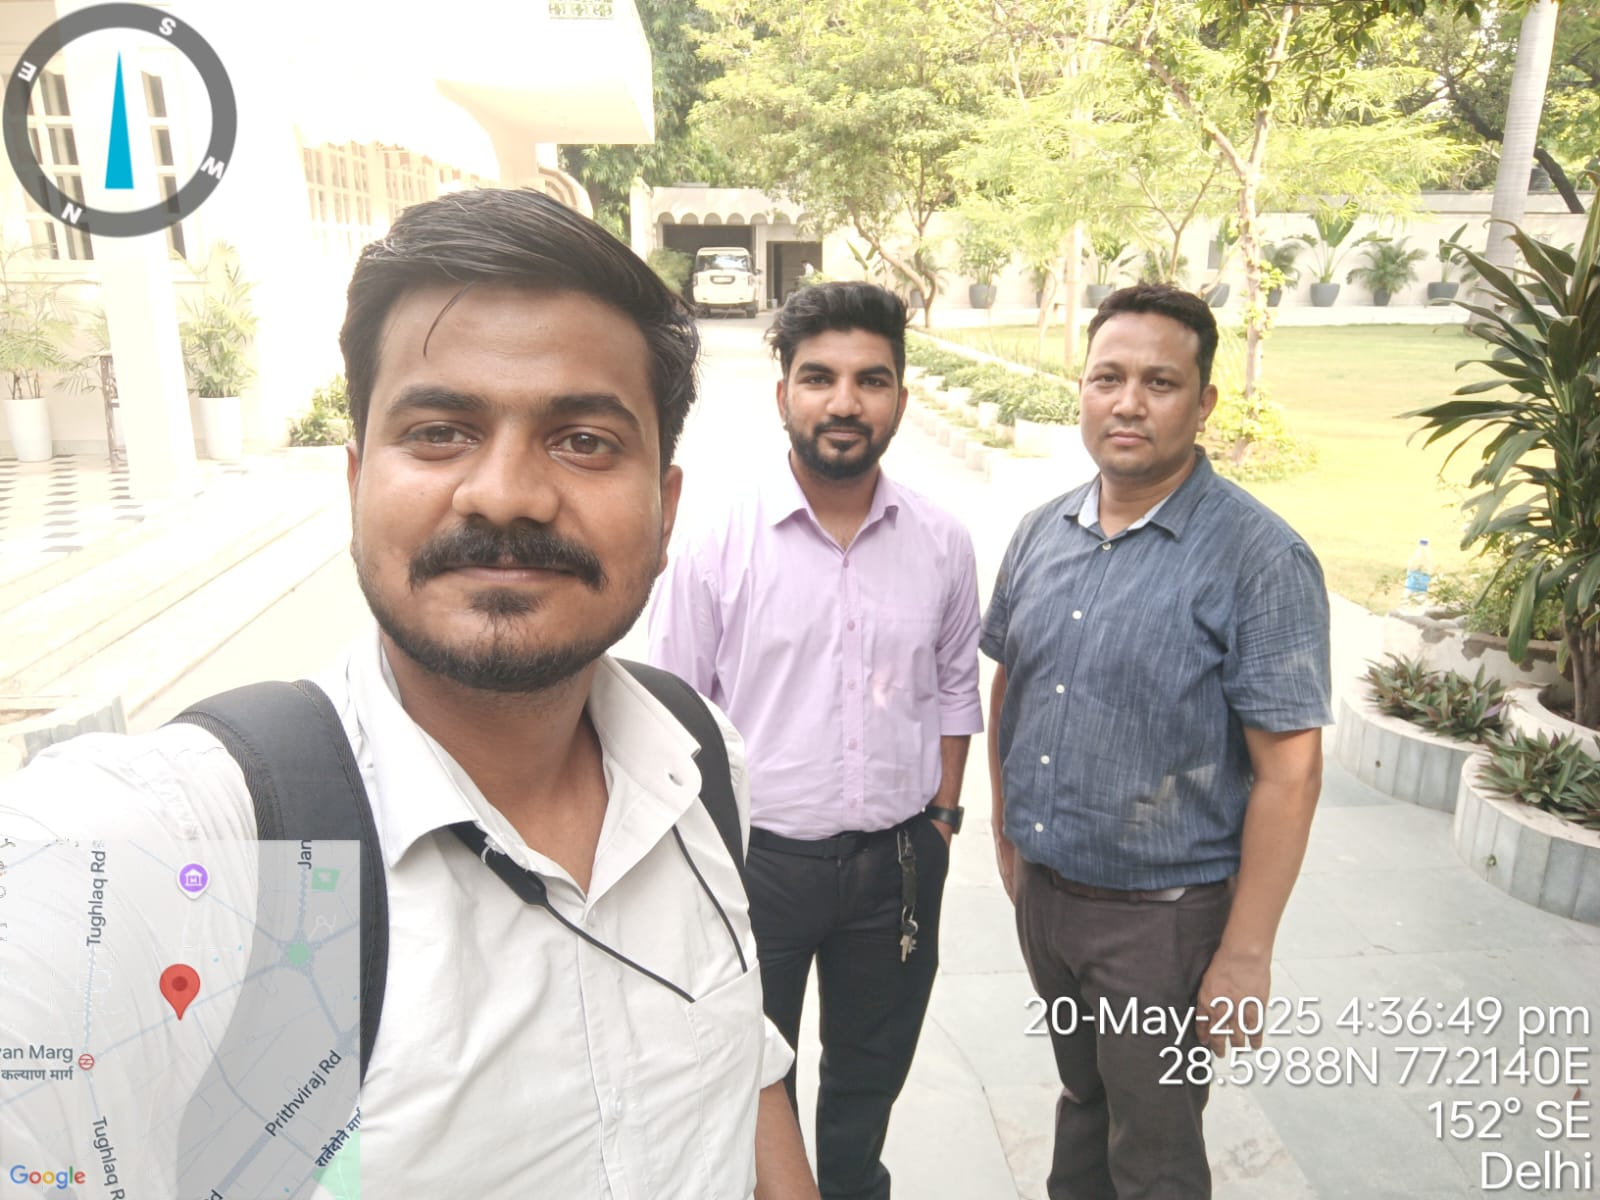 S
E
W
N
Tughlaq Rd
Jan
an Marg
कल्याण मार्ग
Prithviraj Rd
Tughlaq R
Google
20-May-2025 4:36:49 pm
28.5988N 77.2140E
152° SE
Delhi